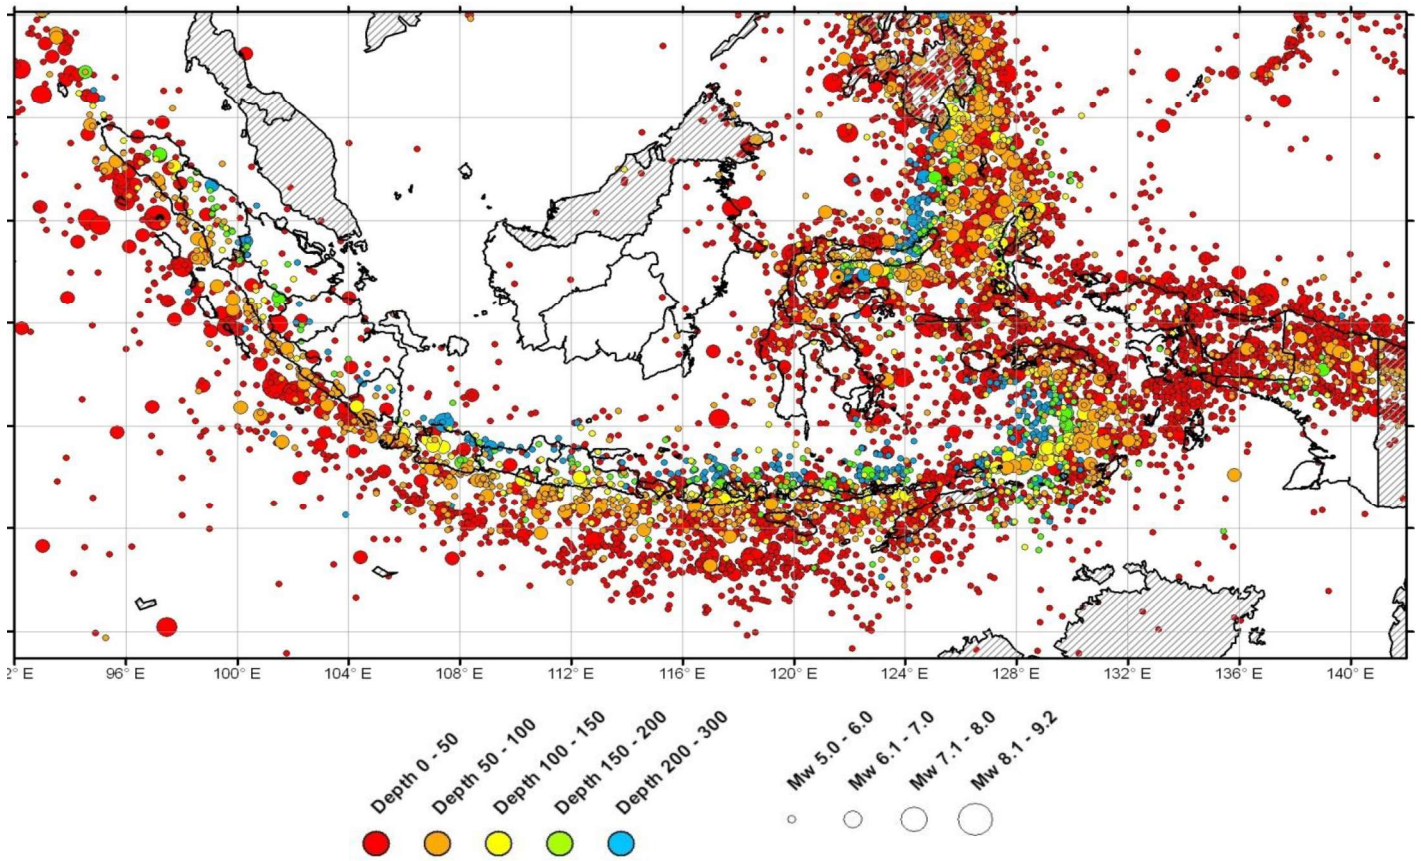 2° E 96° E 100° E 104° E 108° E 112° E 116° E 120° E 124° E 128° E 132° E 136° E 140° E
Depth 0 - 50
Depth 50 - 100
Depth 100 - 150
Depth 150 - 200
Depth 200 - 300
Mw 5.0 - 6.0
Mw 6.1 - 7.0
Mw 7.1 - 8.0
Mw 8.1 - 9.2